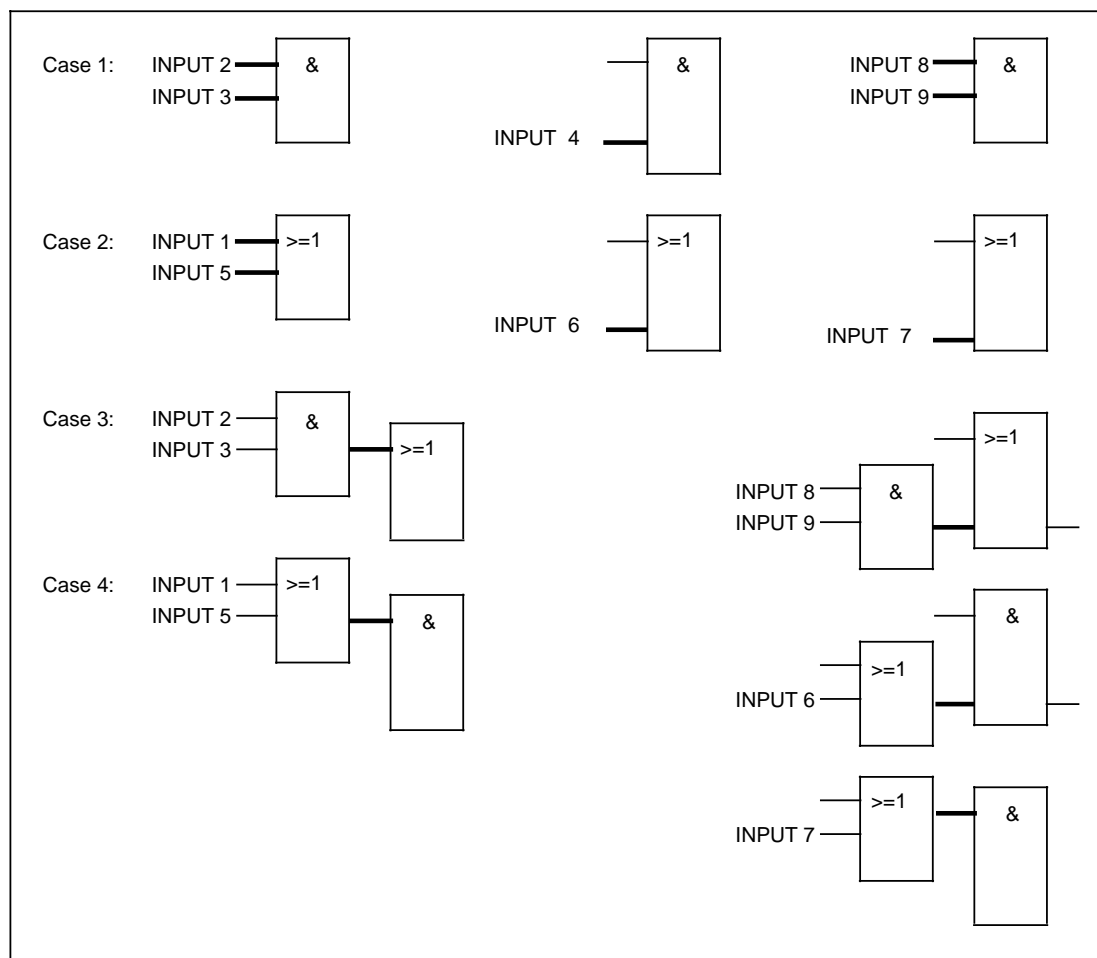 Case 1: INPUT 2 & & INPUT 8 &
INPUT 3 INPUT 9
INPUT 4
Case 2: INPUT 1 >=1 >=1 >=1
INPUT 5
INPUT 6
INPUT 7
Case 3: INPUT 2 & >=1
INPUT 3 >=1
INPUT 8 &
INPUT 9
Case 4: INPUT 1 >=1
INPUT 5 & &
>=1
INPUT 6
>=1 &
INPUT 7